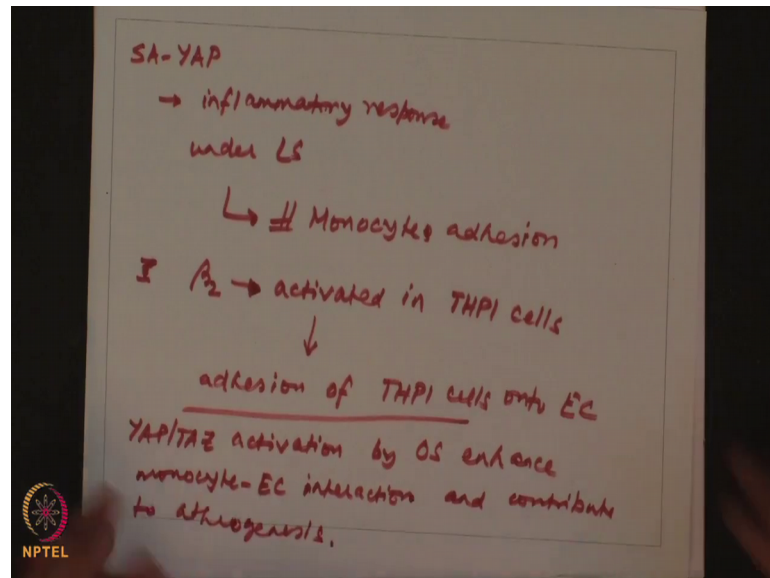 SA-YAP
→ inflammatory response
under LS
↳ # Monocyte adhesion
I β2 → activated in THP1 cells
↓
adhesion of THP1 cells onto EC
YAP/TAZ activation by OS enhance
monocyte-EC interaction and contribute
to athogenesis.
NPTEL